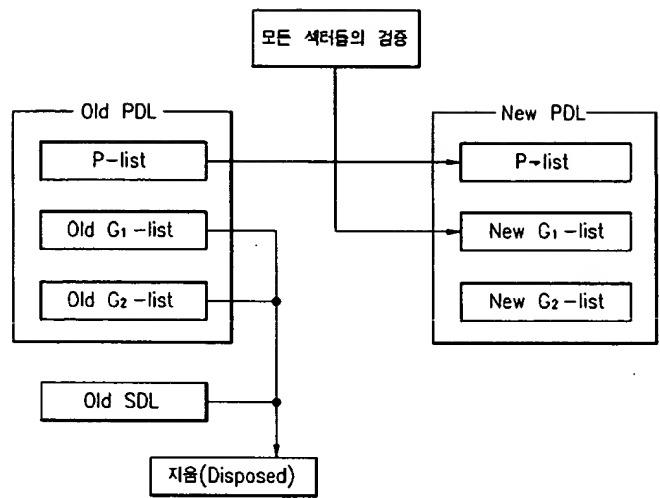 모든 섹터들의 검증
Old PDL
P-list
Old G₁-list
Old G₂-list
Old SDL
지움(Disposed)
New PDL
P-list
New G₁-list
New G₂-list